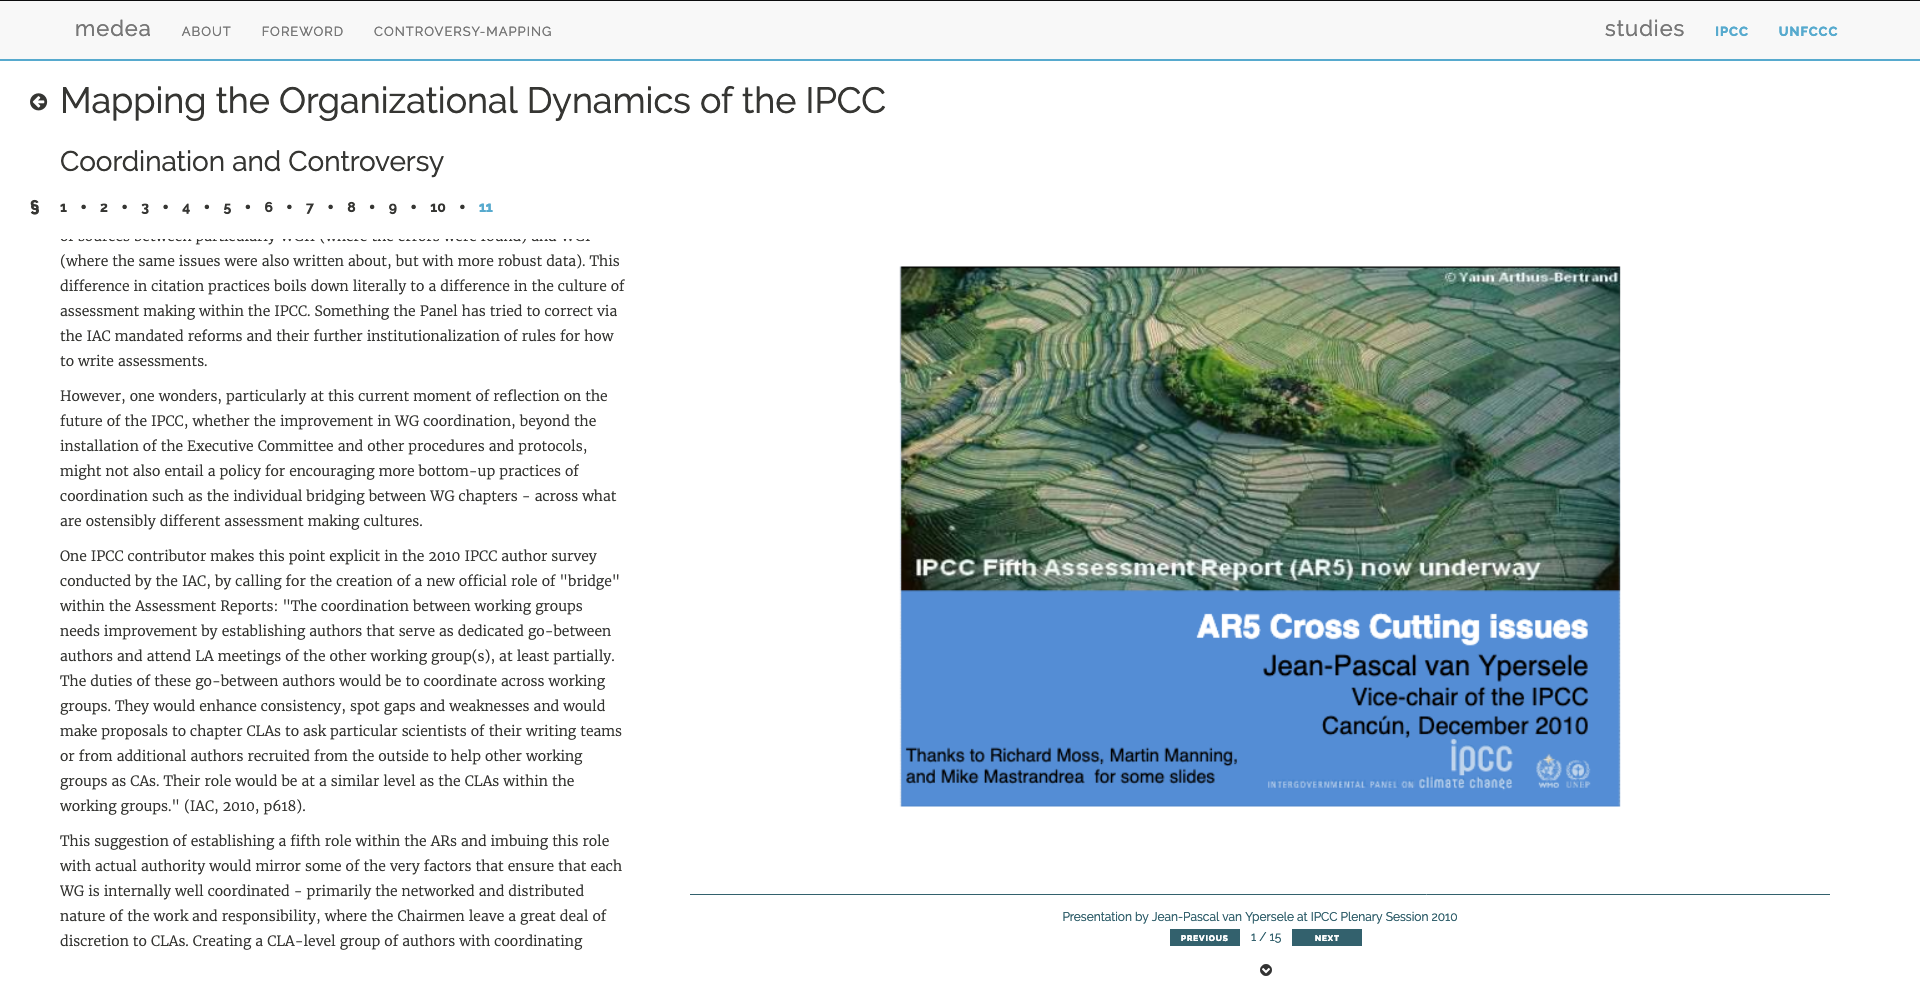 medea ABOUT FOREWORD CONTROVERSY-MAPPING studies IPCC UNFCCC
Mapping the Organizational Dynamics of the IPCC
Coordination and Controversy
§ 1 • 2 • 3 • 4 • 5 • 6 • 7 • 8 • 9 • 10 • 11
of sources between particularly WGII (where the errors were found) and WGI
(where the same issues were also written about, but with more robust data). This
difference in citation practices boils down literally to a difference in the culture of
assessment making within the IPCC. Something the Panel has tried to correct via
the IAC mandated reforms and their further institutionalization of rules for how
to write assessments.
However, one wonders, particularly at this current moment of reflection on the
future of the IPCC, whether the improvement in WG coordination, beyond the
installation of the Executive Committee and other procedures and protocols,
might not also entail a policy for encouraging more bottom-up practices of
coordination such as the individual bridging between WG chapters - across what
are ostensibly different assessment making cultures.
One IPCC contributor makes this point explicit in the 2010 IPCC author survey
conducted by the IAC, by calling for the creation of a new official role of "bridge"
within the Assessment Reports: "The coordination between working groups
needs improvement by establishing authors that serve as dedicated go-between
authors and attend LA meetings of the other working group(s), at least partially.
The duties of these go-between authors would be to coordinate across working
groups. They would enhance consistency, spot gaps and weaknesses and would
make proposals to chapter CLAs to ask particular scientists of their writing teams
or from additional authors recruited from the outside to help other working
groups as CAs. Their role would be at a similar level as the CLAs within the
working groups." (IAC, 2010, p618).
This suggestion of establishing a fifth role within the ARs and imbuing this role
with actual authority would mirror some of the very factors that ensure that each
WG is internally well coordinated - primarily the networked and distributed
nature of the work and responsibility, where the Chairmen leave a great deal of
discretion to CLAs. Creating a CLA-level group of authors with coordinating
© Yann Arthus-Bertrand
IPCC Fifth Assessment Report (AR5) now underway
AR5 Cross Cutting issues
Jean-Pascal van Ypersele
Vice-chair of the IPCC
Cancún, December 2010
Thanks to Richard Moss, Martin Manning,
and Mike Mastrandrea for some slides
ipcc
INTERGOVERNMENTAL PANEL ON climate change
WMO UNEP
Presentation by Jean-Pascal van Ypersele at IPCC Plenary Session 2010
PREVIOUS 1 / 15 NEXT